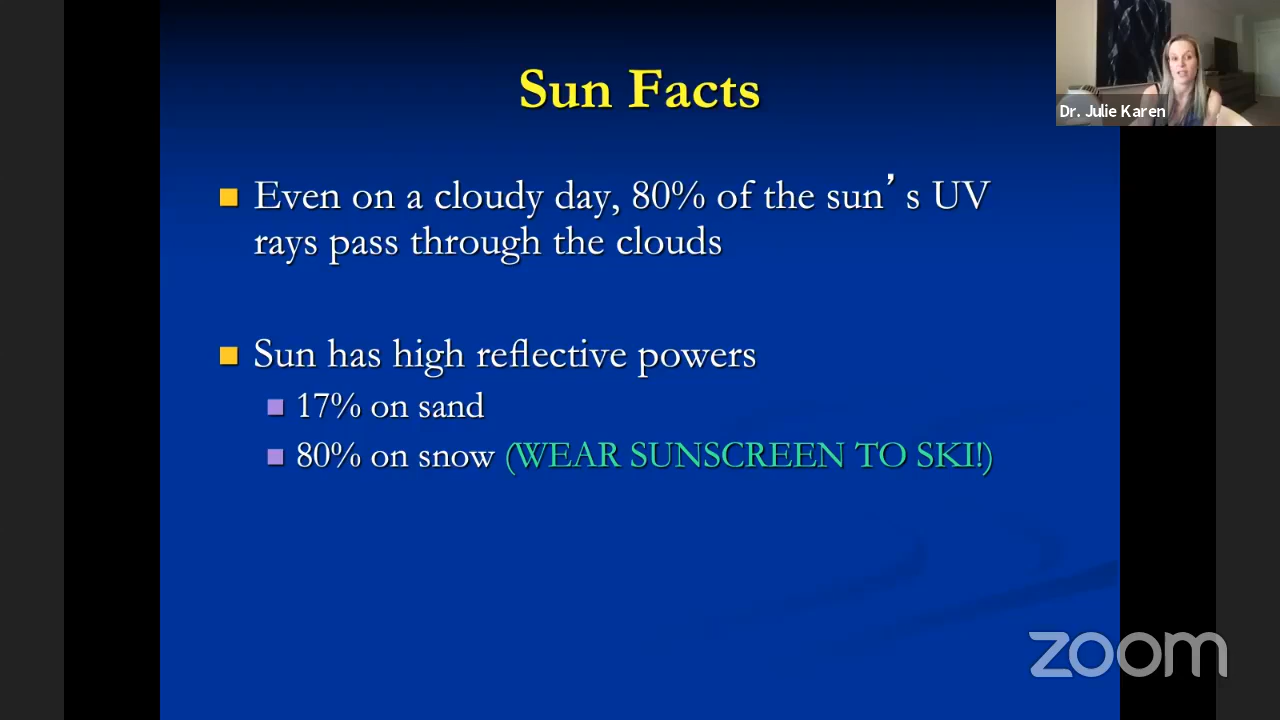 Sun Facts
Dr. Julie Karen
Even on a cloudy day, 80% of the sun’s UV
rays pass through the clouds
Sun has high reflective powers
17% on sand
80% on snow (WEAR SUNSCREEN TO SKI!)
zoom